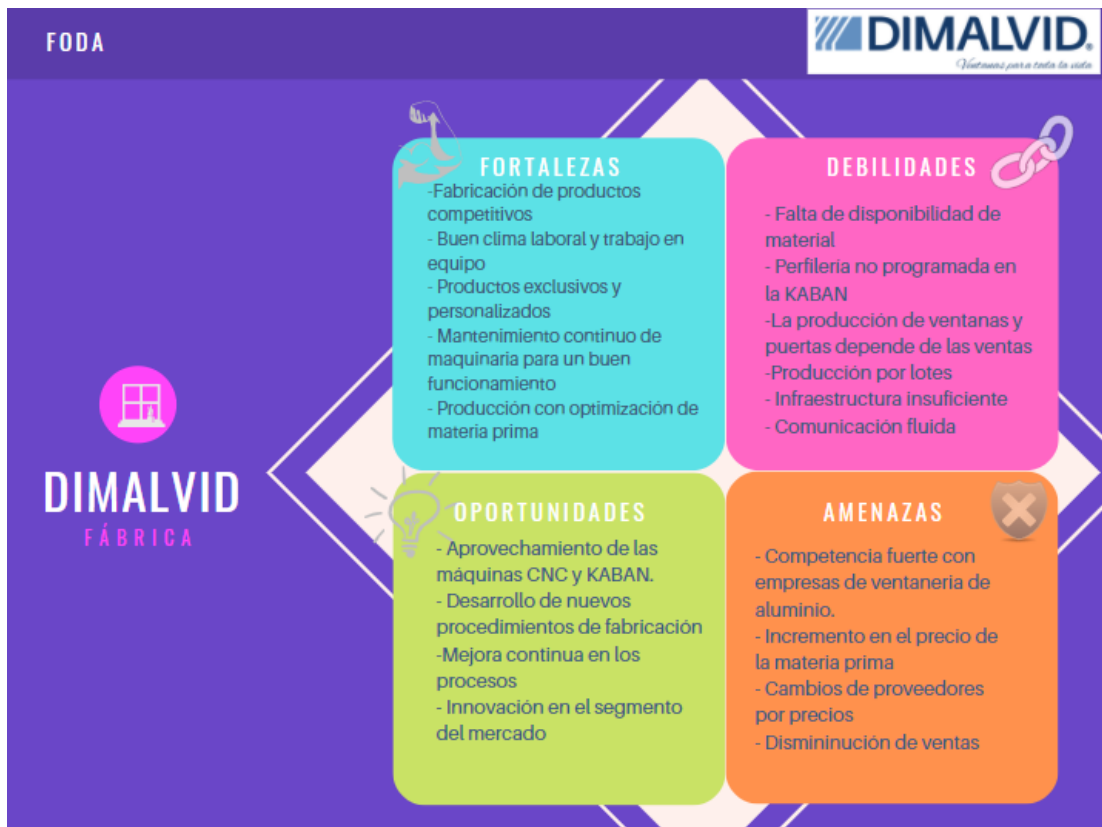 FODA
DIMALVID®
Ventanas para toda la vida
DIMALVID
FÁBRICA
FORTALEZAS
-Fabricación de productos
competitivos
- Buen clima laboral y trabajo en
equipo
- Productos exclusivos y
personalizados
- Mantenimiento continuo de
maquinaria para un buen
funcionamiento
- Producción con optimización de
materia prima
DEBILIDADES
- Falta de disponibilidad de
material
- Perfileria no programada en
la KABAN
-La producción de ventanas y
puertas depende de las ventas
-Producción por lotes
- Infraestructura insuficiente
- Comunicación fluida
OPORTUNIDADES
- Aprovechamiento de las
máquinas CNC y KABAN.
- Desarrollo de nuevos
procedimientos de fabricación
-Mejora continua en los
procesos
- Innovación en el segmento
del mercado
AMENAZAS
- Competencia fuerte con
empresas de ventaneria de
aluminio.
- Incremento en el precio de
la materia prima
- Cambios de proveedores
por precios
- Dismininución de ventas